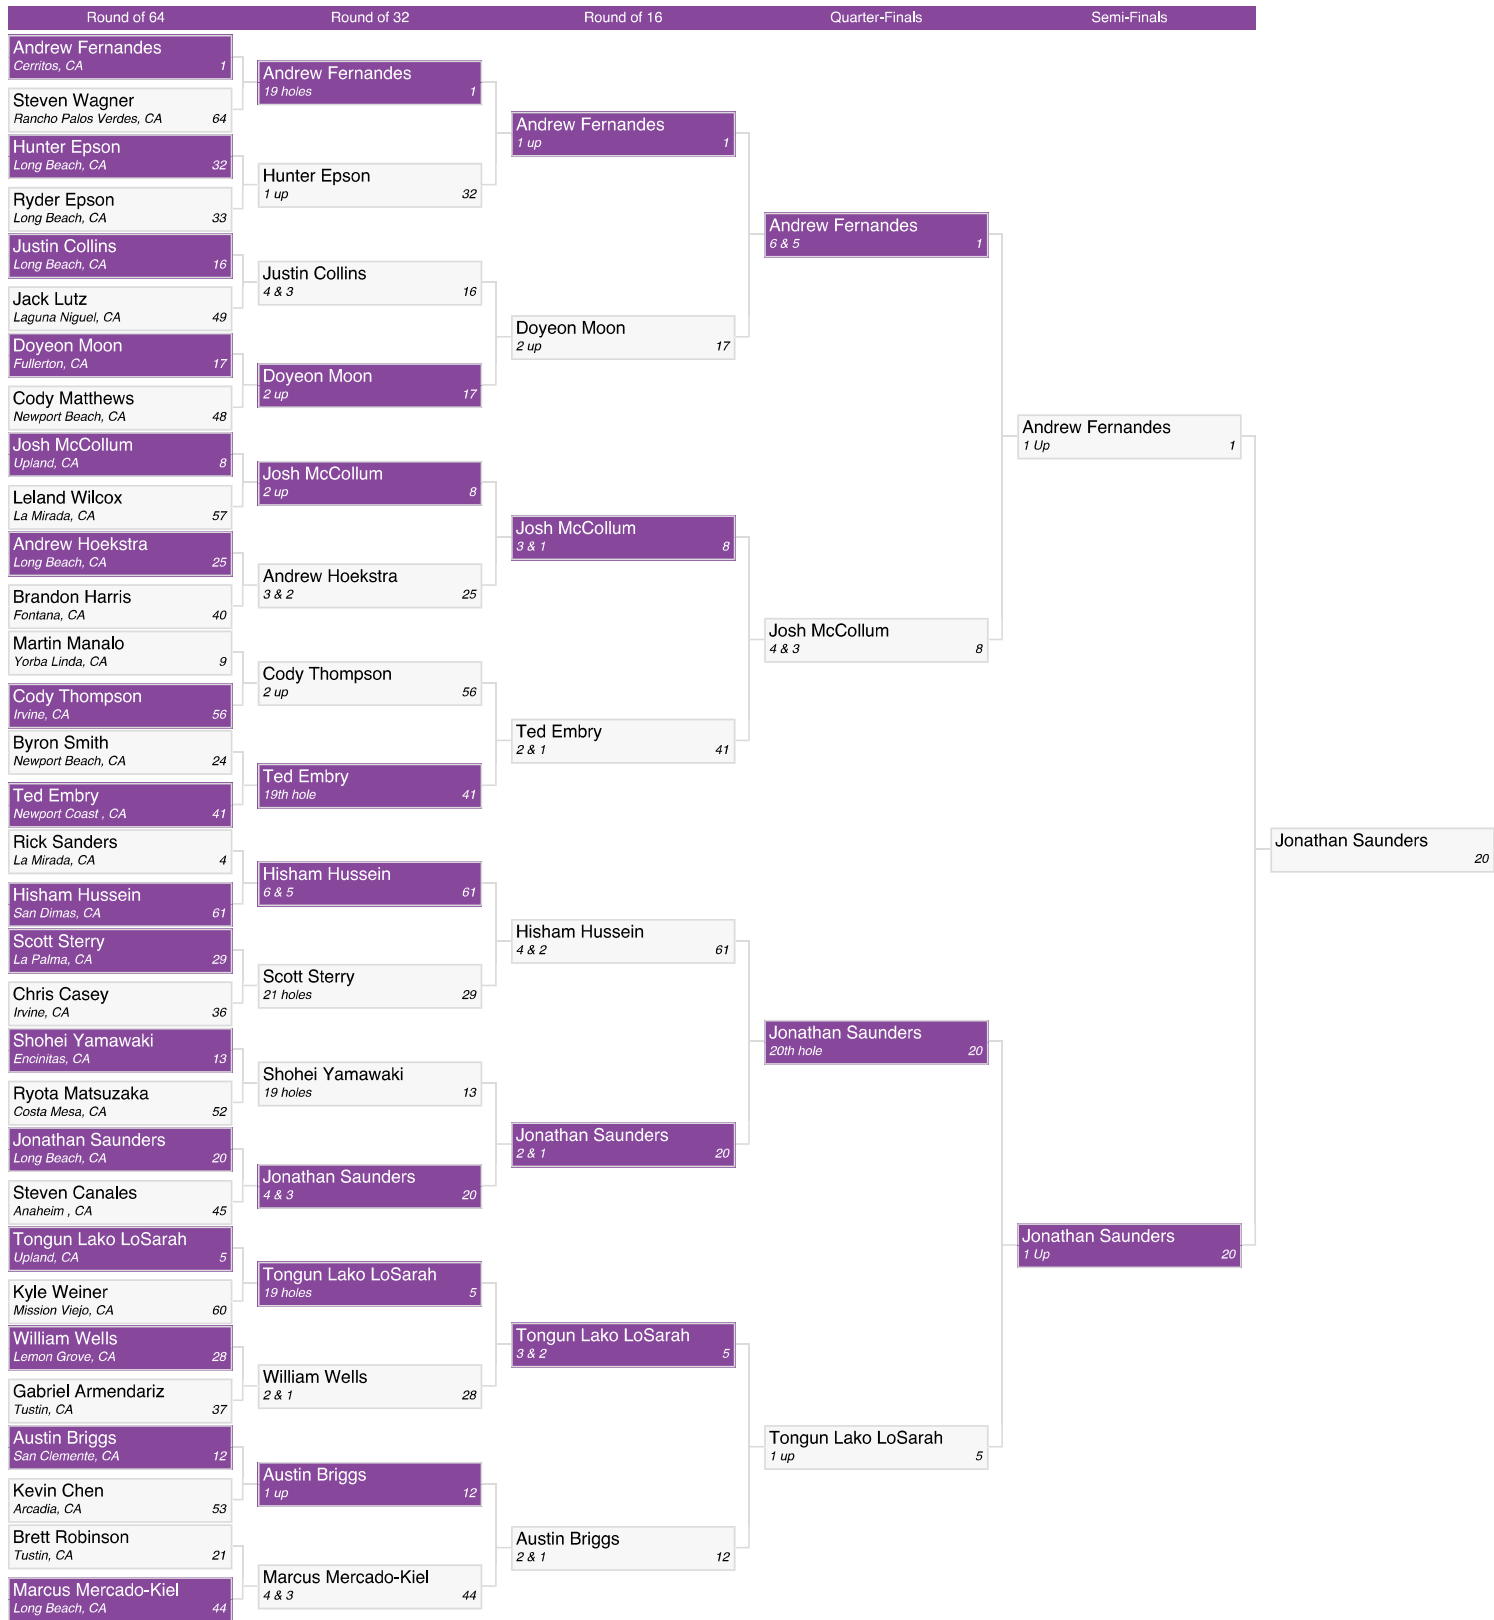 Round of 64
Round of 32
Round of 16
Quarter-Finals
Semi-Finals
Andrew Fernandes
Cerritos, CA 1
Steven Wagner
Rancho Palos Verdes, CA 64
Hunter Epson
Long Beach, CA 32
Ryder Epson
Long Beach, CA 33
Justin Collins
Long Beach, CA 16
Jack Lutz
Laguna Niguel, CA 49
Doyeon Moon
Fullerton, CA 17
Cody Matthews
Newport Beach, CA 48
Josh McCollum
Upland, CA 8
Leland Wilcox
La Mirada, CA 57
Andrew Hoekstra
Long Beach, CA 25
Brandon Harris
Fontana, CA 40
Martin Manalo
Yorba Linda, CA 9
Cody Thompson
Irvine, CA 56
Byron Smith
Newport Beach, CA 24
Ted Embry
Newport Coast , CA 41
Rick Sanders
La Mirada, CA 4
Hisham Hussein
San Dimas, CA 61
Scott Sterry
La Palma, CA 29
Chris Casey
Irvine, CA 36
Shohei Yamawaki
Encinitas, CA 13
Ryota Matsuzaka
Costa Mesa, CA 52
Jonathan Saunders
Long Beach, CA 20
Steven Canales
Anaheim , CA 45
Tongun Lako LoSarah
Upland, CA 5
Kyle Weiner
Mission Viejo, CA 60
William Wells
Lemon Grove, CA 28
Gabriel Armendariz
Tustin, CA 37
Austin Briggs
San Clemente, CA 12
Kevin Chen
Arcadia, CA 53
Brett Robinson
Tustin, CA 21
Marcus Mercado-Kiel
Long Beach, CA 44
Andrew Fernandes
19 holes 1
Hunter Epson
1 up 32
Justin Collins
4 & 3 16
Doyeon Moon
2 up 17
Josh McCollum
2 up 8
Andrew Hoekstra
3 & 2 25
Cody Thompson
2 up 56
Ted Embry
19th hole 41
Hisham Hussein
6 & 5 61
Scott Sterry
21 holes 29
Shohei Yamawaki
19 holes 13
Jonathan Saunders
4 & 3 20
Tongun Lako LoSarah
19 holes 5
William Wells
2 & 1 28
Austin Briggs
1 up 12
Marcus Mercado-Kiel
4 & 3 44
Andrew Fernandes
1 up 1
Doyeon Moon
2 up 17
Josh McCollum
3 & 1 8
Ted Embry
2 & 1 41
Hisham Hussein
4 & 2 61
Jonathan Saunders
2 & 1 20
Tongun Lako LoSarah
3 & 2 5
Austin Briggs
2 & 1 12
Andrew Fernandes
6 & 5 1
Josh McCollum
4 & 3 8
Jonathan Saunders
20th hole 20
Tongun Lako LoSarah
1 up 5
Andrew Fernandes
1 Up 1
Jonathan Saunders
1 Up 20
Jonathan Saunders
20